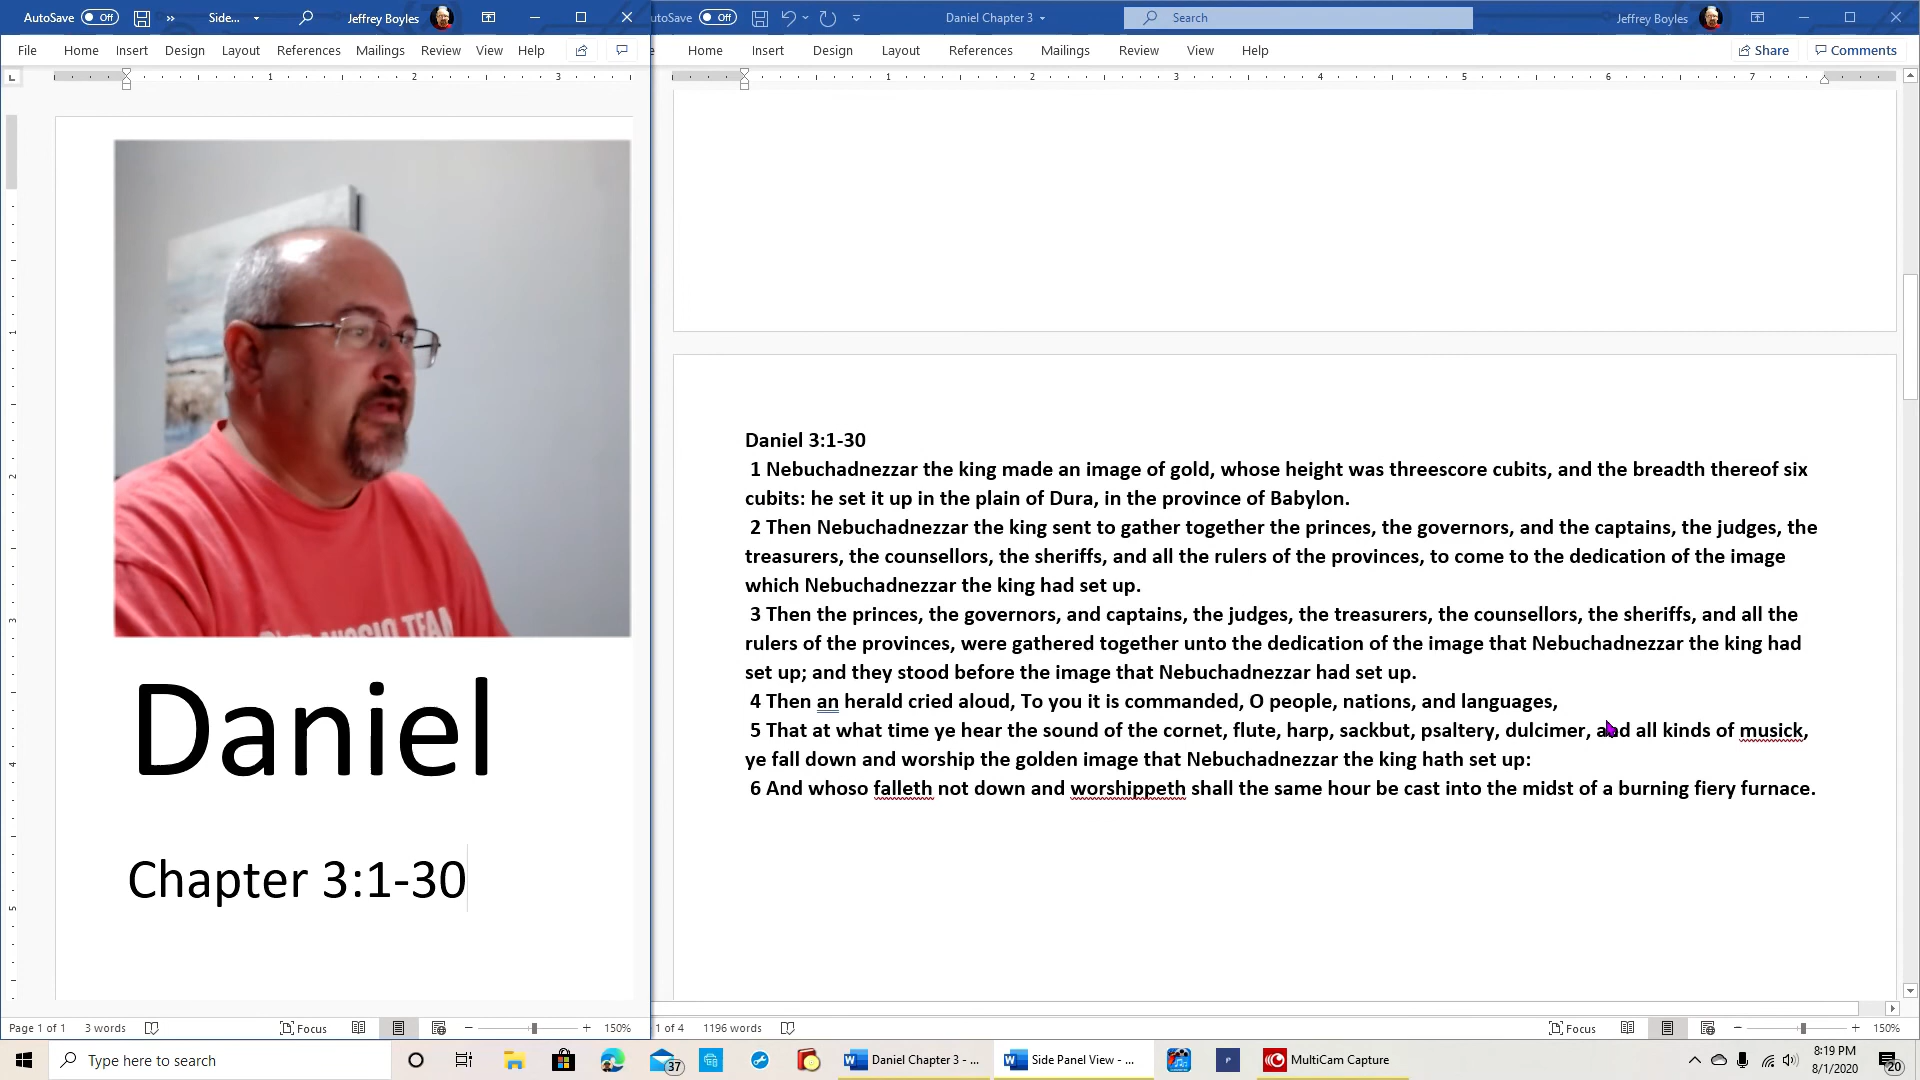 AutoSave Off Side... Jeffrey Boyles
File Home Insert Design Layout References Mailings Review View Help
AutoSave Off Daniel Chapter 3 Search Jeffrey Boyles
Home Insert Design Layout References Mailings Review View Help Share Comments
1 2 3
1 2 3 4 5 6 7
Daniel
Chapter 3:1-30
Daniel 3:1-30
1 Nebuchadnezzar the king made an image of gold, whose height was threescore cubits, and the breadth thereof six
cubits: he set it up in the plain of Dura, in the province of Babylon.
2 Then Nebuchadnezzar the king sent to gather together the princes, the governors, and the captains, the judges, the
treasurers, the counsellors, the sheriffs, and all the rulers of the provinces, to come to the dedication of the image
which Nebuchadnezzar the king had set up.
3 Then the princes, the governors, and captains, the judges, the treasurers, the counsellors, the sheriffs, and all the
rulers of the provinces, were gathered together unto the dedication of the image that Nebuchadnezzar the king had
set up; and they stood before the image that Nebuchadnezzar had set up.
4 Then an herald cried aloud, To you it is commanded, O people, nations, and languages,
5 That at what time ye hear the sound of the cornet, flute, harp, sackbut, psaltery, dulcimer, and all kinds of musick,
ye fall down and worship the golden image that Nebuchadnezzar the king hath set up:
6 And whoso falleth not down and worshippeth shall the same hour be cast into the midst of a burning fiery furnace.
Page 1 of 1 3 words Focus 150%
1 of 4 1196 words Focus 150%
Type here to search 37 Daniel Chapter 3 - ... Side Panel View - ... P MultiCam Capture 8:19 PM
8/1/2020 20